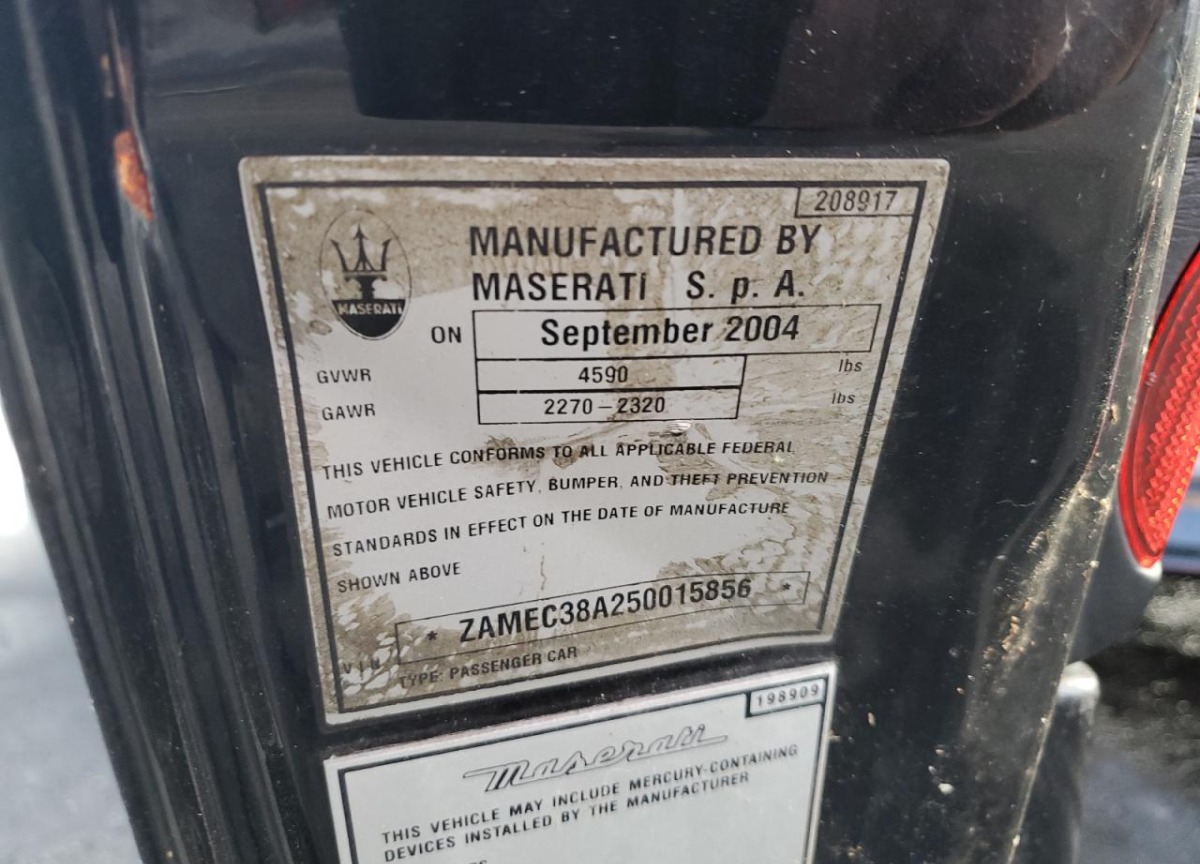 208917
MANUFACTURED BY
MASERATI S. p. A.
MASERATI
ON September 2004
GVWR 4590 lbs
GAWR 2270-2320 lbs
THIS VEHICLE CONFORMS TO ALL APPLICABLE FEDERAL
MOTOR VEHICLE SAFETY, BUMPER, AND THEFT PREVENTION
STANDARDS IN EFFECT ON THE DATE OF MANUFACTURE
SHOWN ABOVE
VIN * ZAMEC38A250015856 *
TYPE: PASSENGER CAR
198909
Maserati
THIS VEHICLE MAY INCLUDE MERCURY-CONTAINING
DEVICES INSTALLED BY THE MANUFACTURER